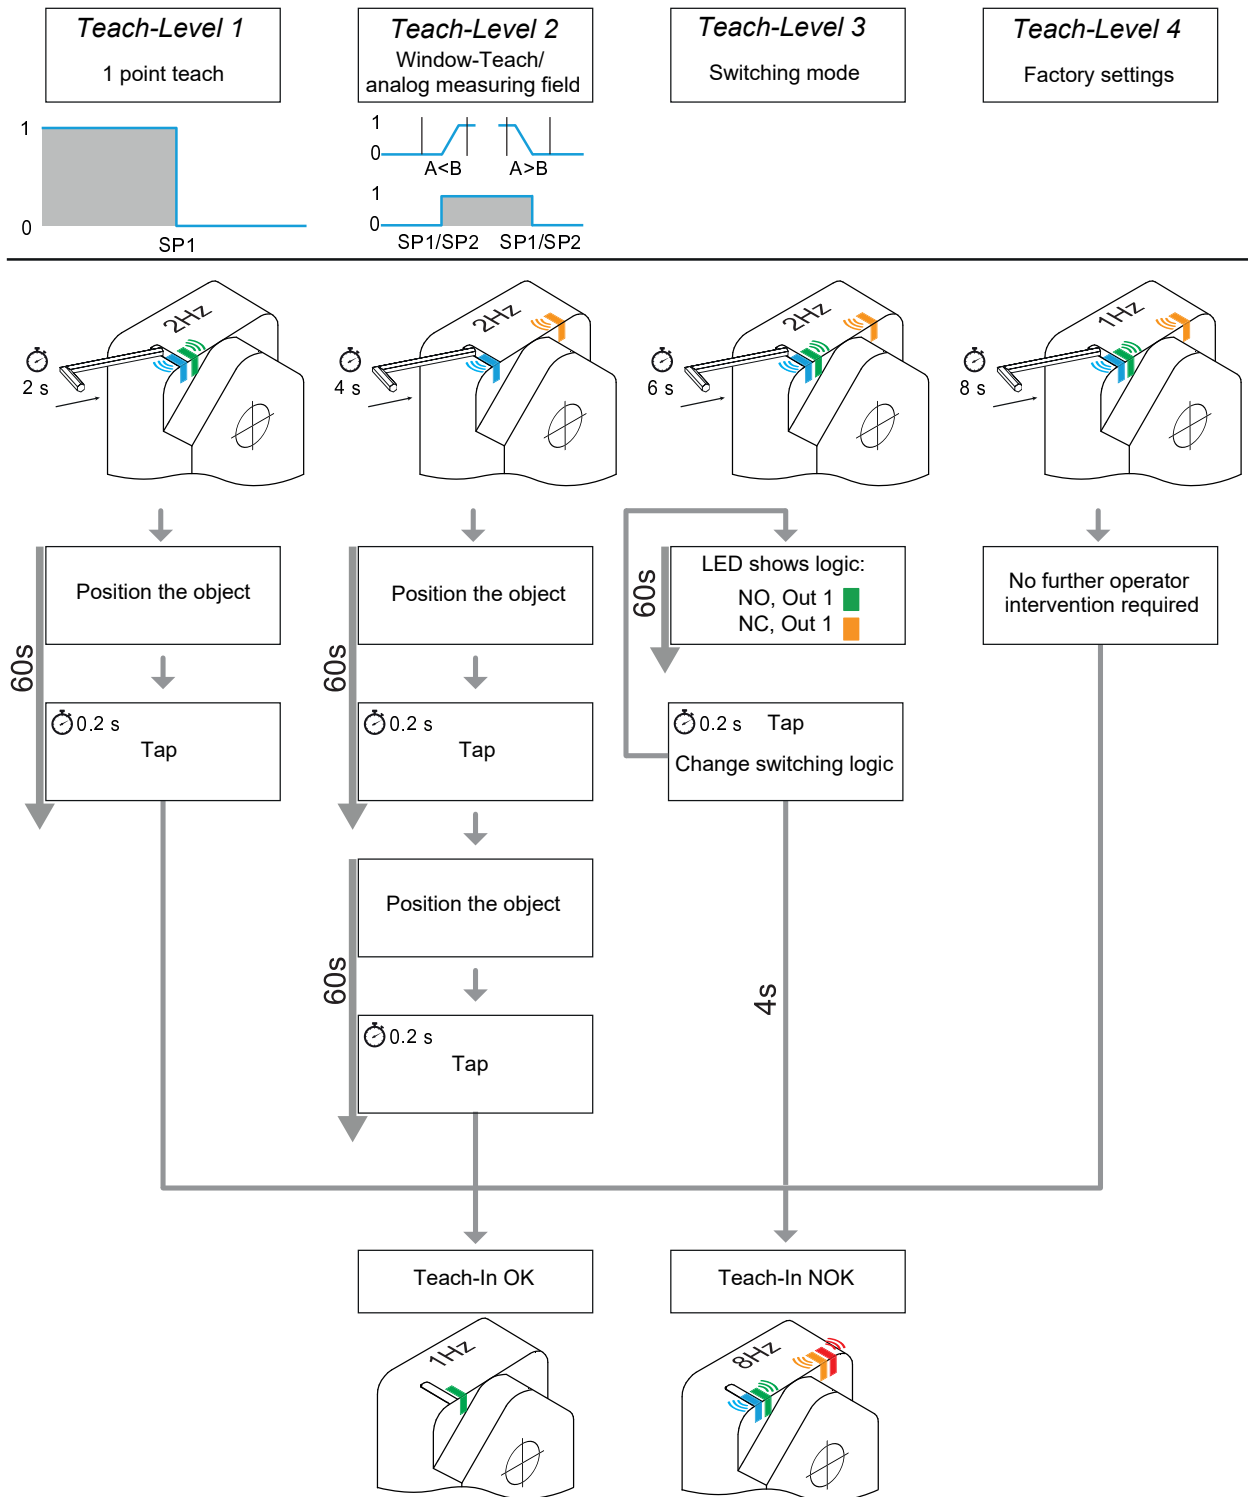 Teach-Level 1
1 point teach
Teach-Level 2
Window-Teach/
analog measuring field
Teach-Level 3
Switching mode
Teach-Level 4
Factory settings
1
0
SP1
1
0
A<B
A>B
1
0
SP1/SP2
SP1/SP2
2Hz
2 s
2Hz
4 s
2Hz
6 s
1Hz
8 s
60s
Position the object
0.2 s
Tap
60s
Position the object
0.2 s
Tap
60s
Position the object
0.2 s
Tap
60s
LED shows logic:
NO, Out 1
NC, Out 1
0.2 s Tap
Change switching logic
4s
No further operator
intervention required
Teach-In OK
1Hz
Teach-In NOK
8Hz